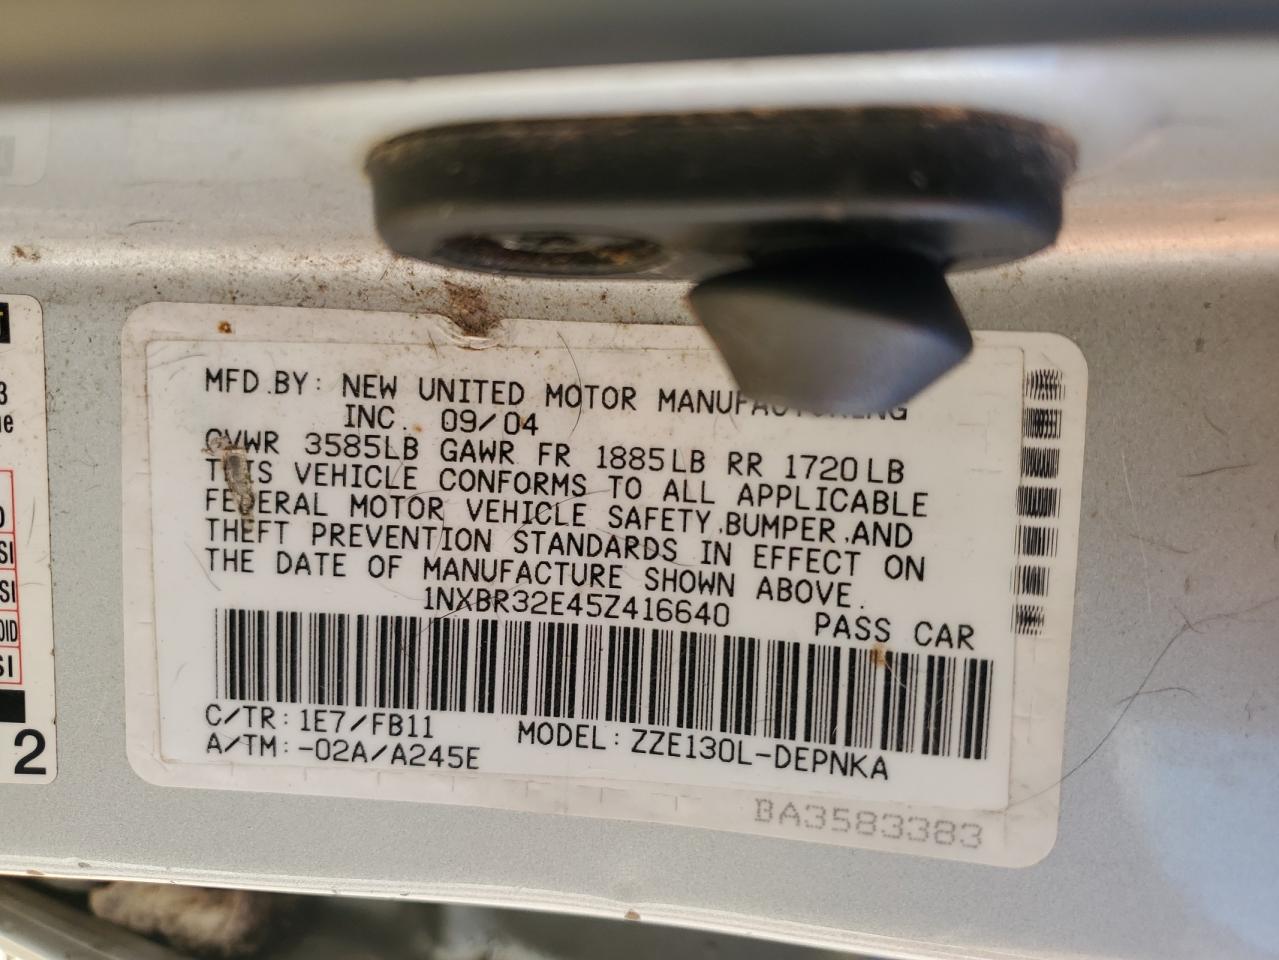 MFD.BY: NEW UNITED MOTOR MANUFACTURING
INC. 09/04
GVWR 3585LB GAWR FR 1885LB RR 1720LB
THIS VEHICLE CONFORMS TO ALL APPLICABLE
FEDERAL MOTOR VEHICLE SAFETY,BUMPER,AND
THEFT PREVENTION STANDARDS IN EFFECT ON
THE DATE OF MANUFACTURE SHOWN ABOVE.
1NXBR32E45Z416640
PASS CAR
C/TR: 1E7/FB11
MODEL: ZZE130L-DEPNKA
A/TM: -02A/A245E
BA3583383
2